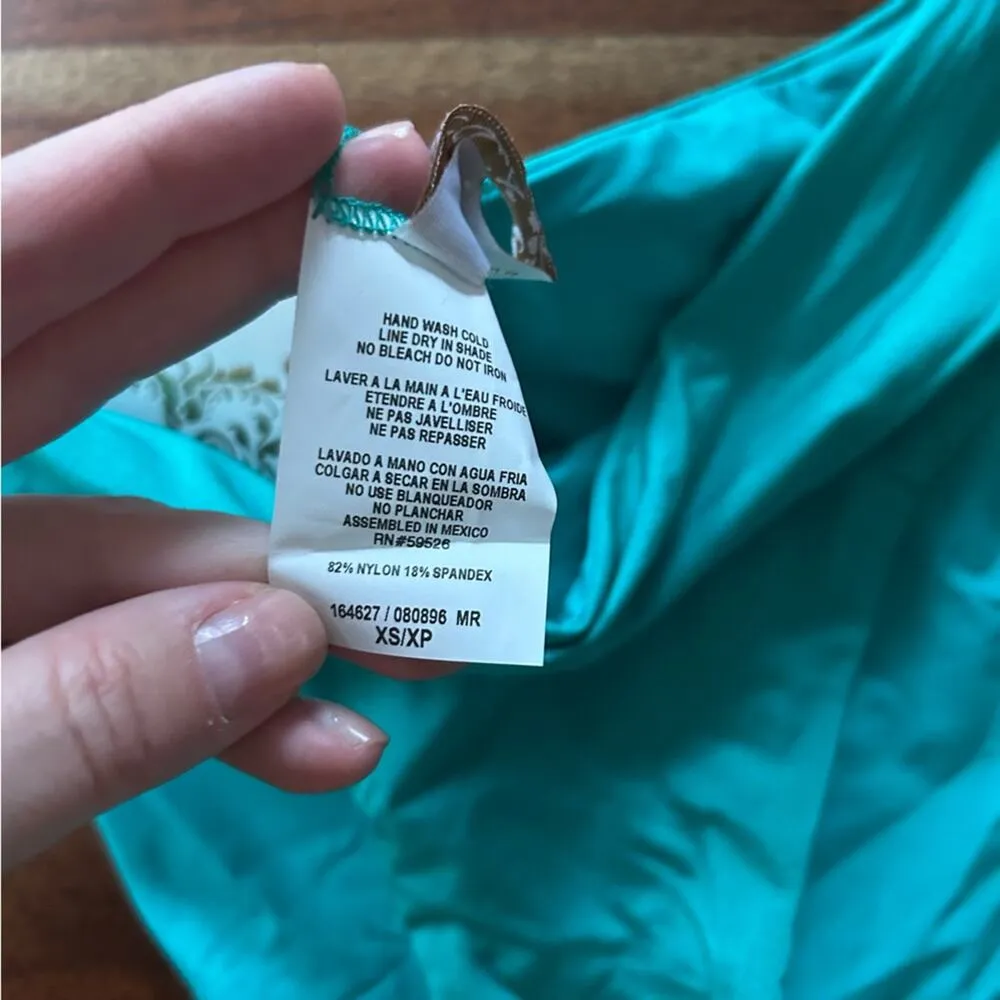 HAND WASH COLD
LINE DRY IN SHADE
NO BLEACH DO NOT IRON
LAVER A LA MAIN A L'EAU FROIDE
ETENDRE A L'OMBRE
NE PAS JAVELLISER
NE PAS REPASSER
LAVADO A MANO CON AGUA FRIA
COLGAR A SECAR EN LA SOMBRA
NO USE BLANQUEADOR
NO PLANCHAR
ASSEMBLED IN MEXICO
RN#59526
82% NYLON 18% SPANDEX
164627 / 080896 MR
XS/XP